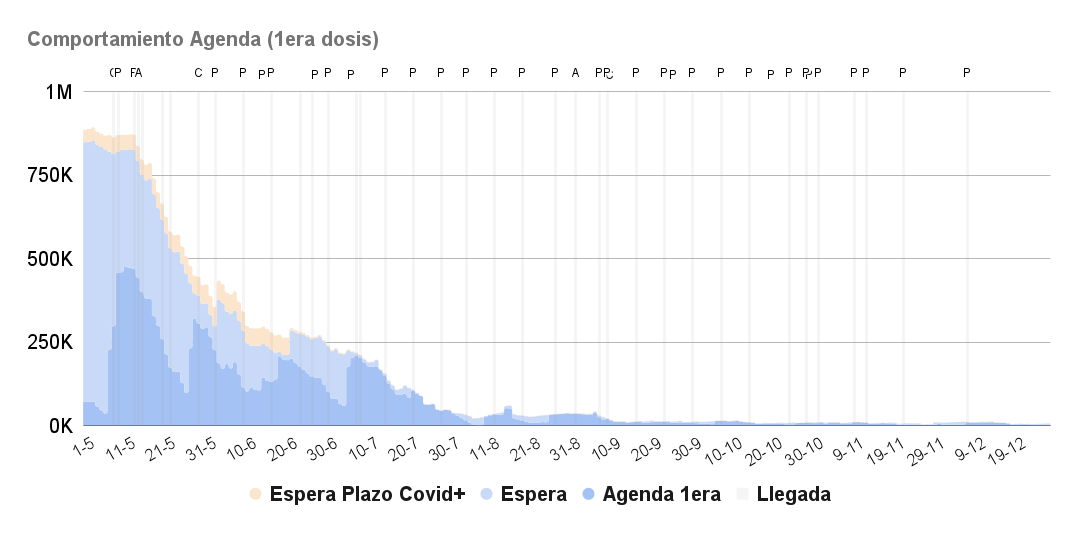 Comportamiento Agenda (1era dosis)
P P A C P P P P P P P P P P P P P P P A P P P P P P P P P P P P P P P
1M
750K
500K
250K
0K
1-5 11-5 21-5 31-5 10-6 20-6 30-6 10-7 20-7 30-7 11-8 21-8 31-8 10-9 20-9 30-9 10-10 20-10 30-10 9-11 19-11 29-11 9-12 19-12
Espera Plazo Covid+ Espera Agenda 1era Llegada